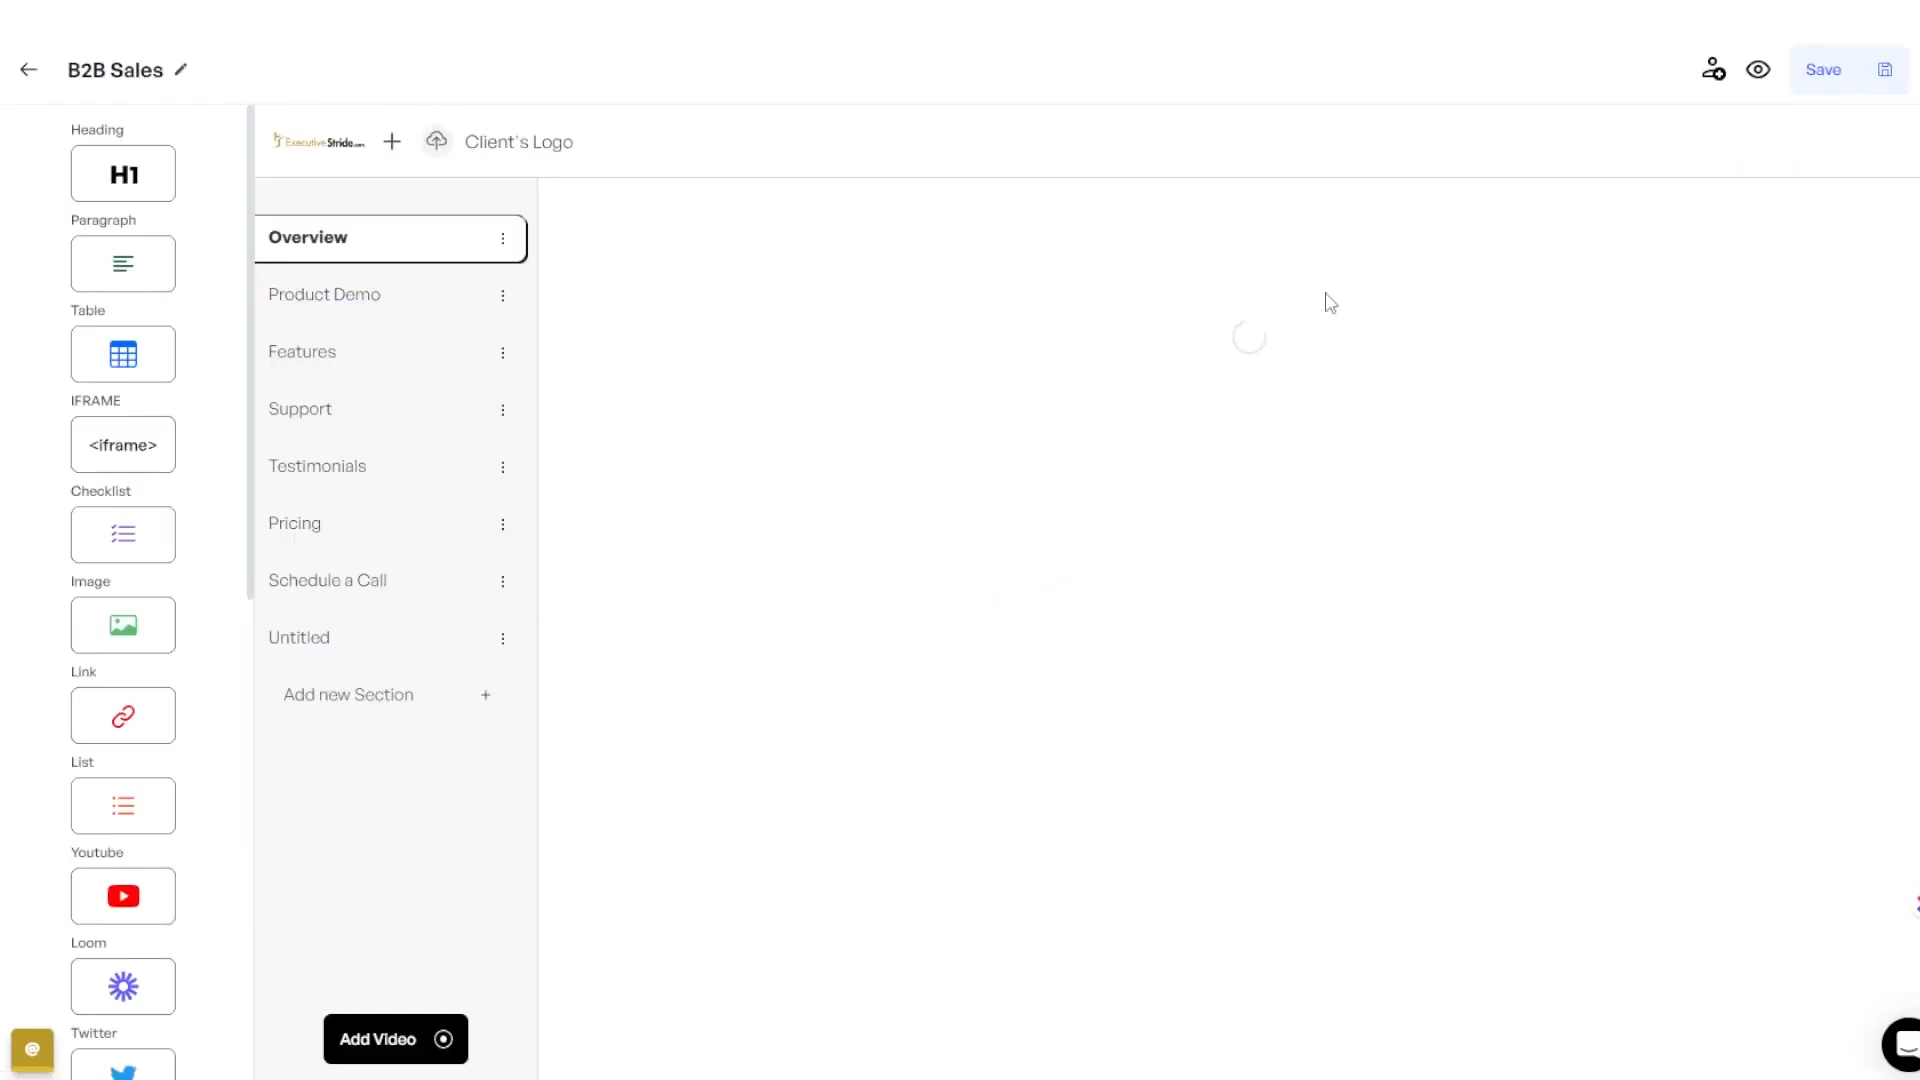 B2B Sales
Save
Heading
H1
Paragraph
Table
IFRAME
<iframe>
Checklist
Image
Link
List
Youtube
Loom
Twitter
ExecutiveStride.com
Client's Logo
Overview
Product Demo
Features
Support
Testimonials
Pricing
Schedule a Call
Untitled
Add new Section +
Add Video